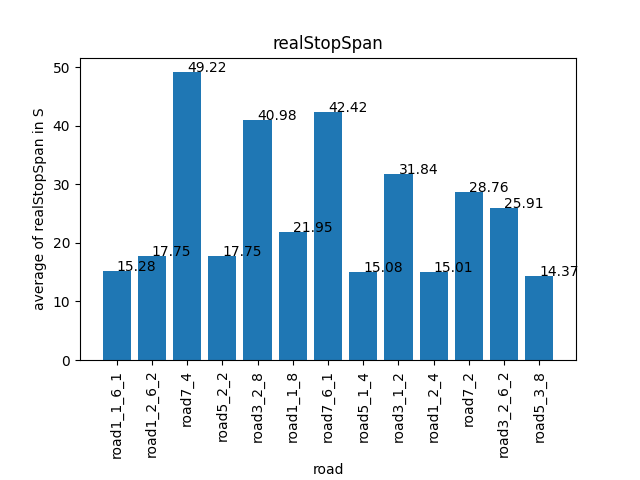 realStopSpan
average of realStopSpan in S
50
40
30
20
10
0
15.28
17.75
49.22
17.75
40.98
21.95
42.42
15.08
31.84
15.01
28.76
25.91
14.37
road1_1_6_1
road1_2_6_2
road7_4
road5_2_2
road3_2_8
road1_1_8
road7_6_1
road5_1_4
road3_1_2
road1_2_4
road7_2
road3_2_6_2
road5_3_8
road